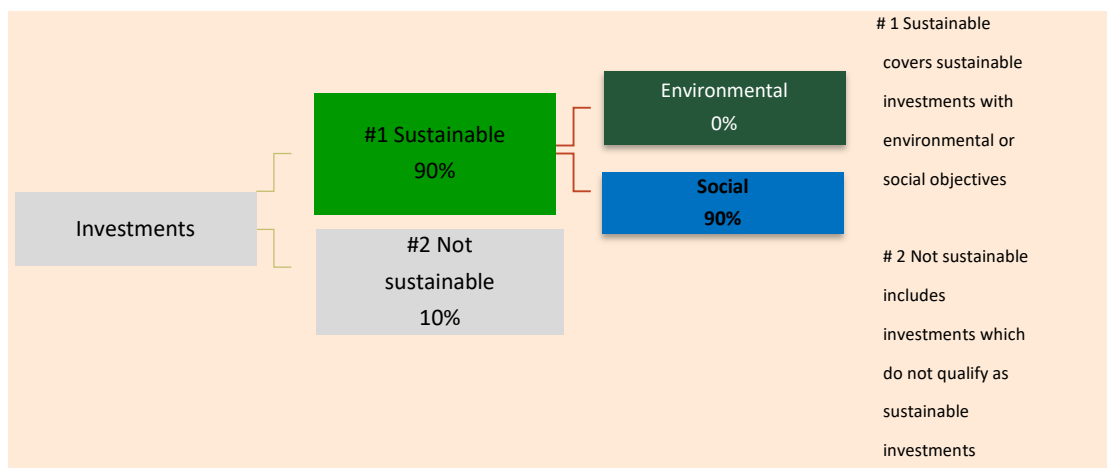 Investments
#1 Sustainable
90%
#2 Not
sustainable
10%
Environmental
0%
Social
90%
# 1 Sustainable
covers sustainable
investments with
environmental or
social objectives
# 2 Not sustainable
includes
investments which
do not qualify as
sustainable
investments